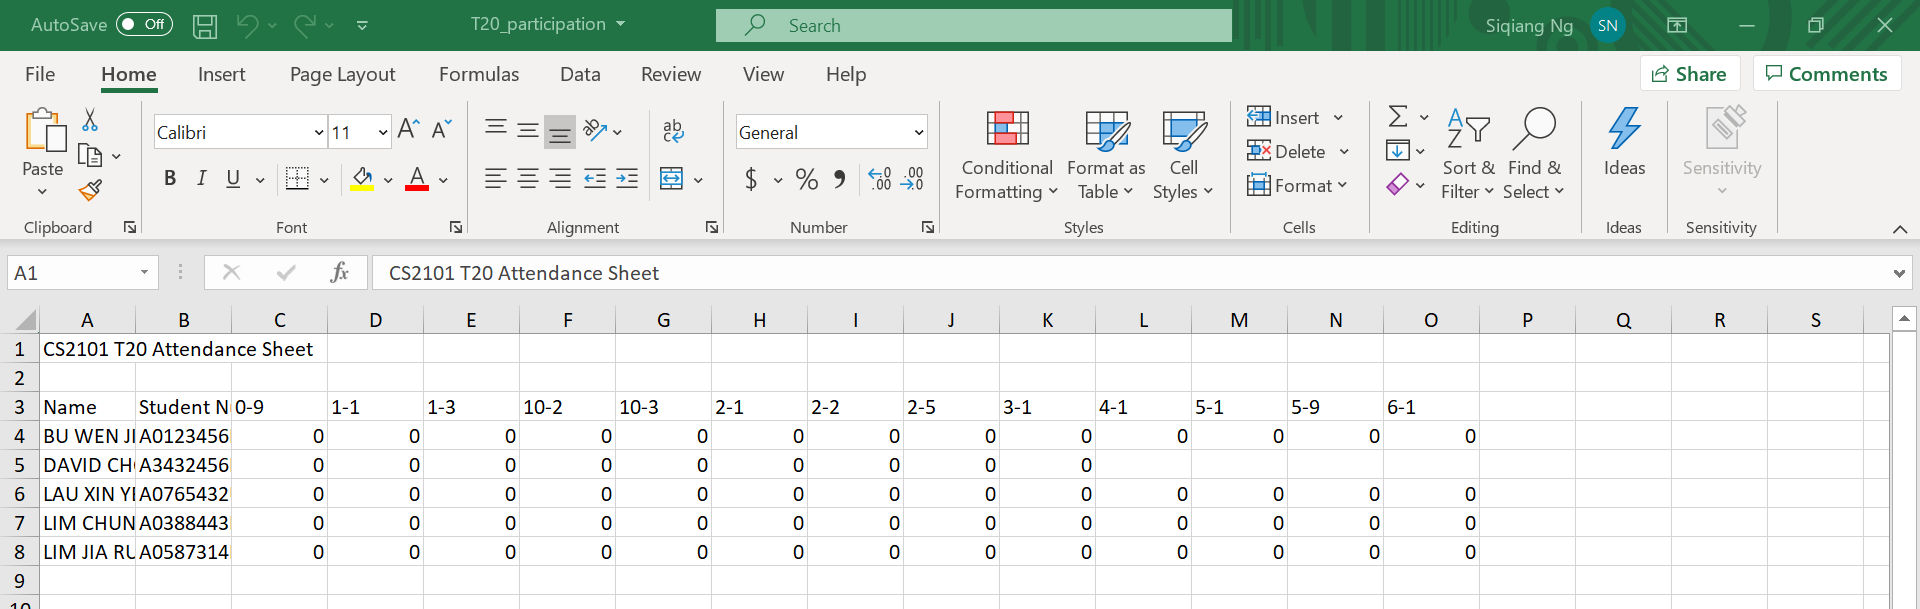 AutoSave Off T20_participation Search Siqiang Ng SN
File Home Insert Page Layout Formulas Data Review View Help Share Comments
Calibri 11 General
Paste
B I U $ % .00 .00
ab c
Conditional Formatting
Format as Table
Cell Styles
Insert
Delete
Format
Sort & Filter
Find & Select
Ideas
Sensitivity
Clipboard Font Alignment Number Styles Cells Editing Ideas Sensitivity
A1 fx CS2101 T20 Attendance Sheet
A B C D E F G H I J K L M N O P Q R S
1 CS2101 T20 Attendance Sheet
2
3 Name Student N 0-9 1-1 1-3 10-2 10-3 2-1 2-2 2-5 3-1 4-1 5-1 5-9 6-1
4 BU WEN JI A0123456 0 0 0 0 0 0 0 0 0 0 0 0 0
5 DAVID CH A3432456 0 0 0 0 0 0 0 0 0
6 LAU XIN YE A0765432 0 0 0 0 0 0 0 0 0 0 0 0 0
7 LIM CHUN A0388443 0 0 0 0 0 0 0 0 0 0 0 0 0
8 LIM JIA RU A0587314 0 0 0 0 0 0 0 0 0 0 0 0 0
9
10